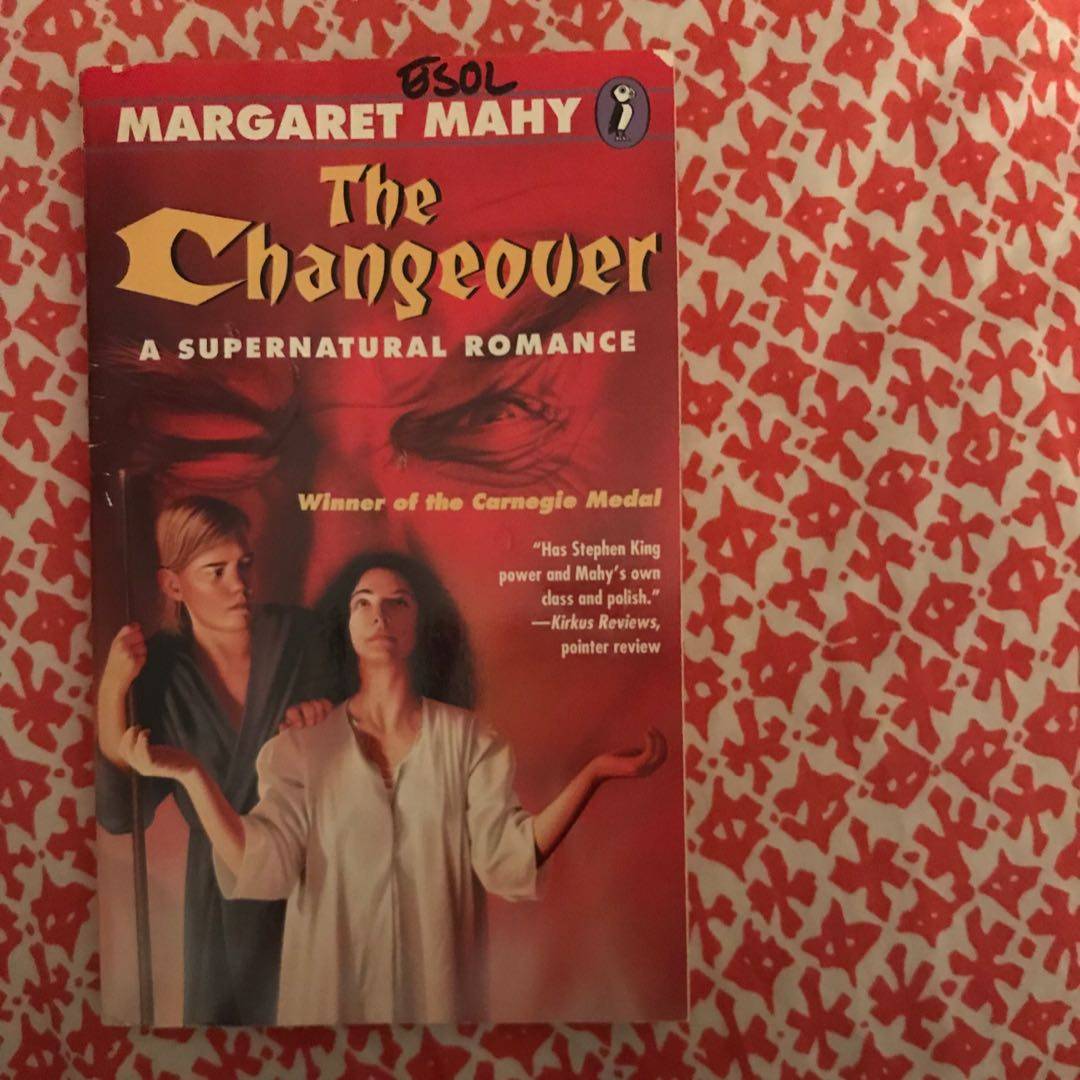 ESOL
MARGARET MAHY
The
Changeover
A SUPERNATURAL ROMANCE
Winner of the Carnegie Medal
“Has Stephen King
power and Mahy’s own
class and polish.”
—Kirkus Reviews,
pointer review